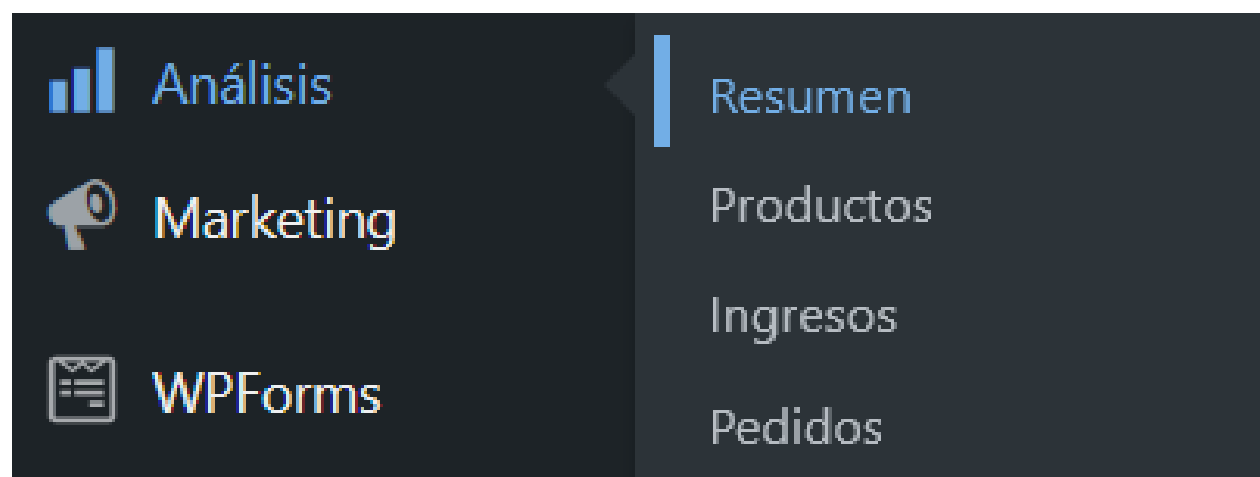 Análisis
Marketing
WPForms
Resumen
Productos
Ingresos
Pedidos